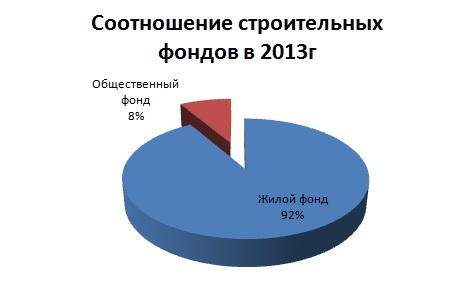 Соотношение строительных
фондов в 2013г
Общественный
фонд
8%
Жилой фонд
92%